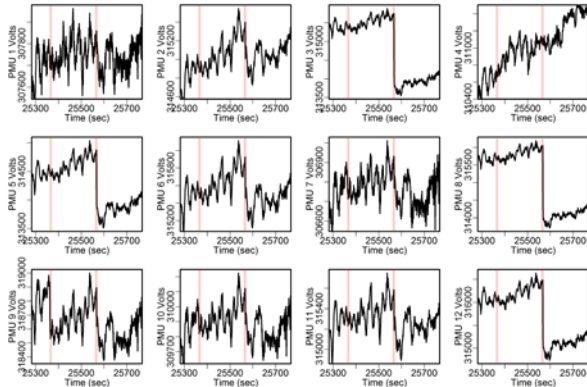 PMU 1 Volts
307600 307800
25300 25500 25700
Time (sec)
PMU 2 Volts
314600 315200
25300 25500 25700
Time (sec)
PMU 3 Volts
313500 315000
25300 25500 25700
Time (sec)
PMU 4 Volts
310400 311000
25300 25500 25700
Time (sec)
PMU 5 Volts
313500 314500
25300 25500 25700
Time (sec)
PMU 6 Volts
315200 315800
25300 25500 25700
Time (sec)
PMU 7 Volts
306600 306900
25300 25500 25700
Time (sec)
PMU 8 Volts
314000 315500
25300 25500 25700
Time (sec)
PMU 9 Volts
318400 318700 319000
25300 25500 25700
Time (sec)
PMU 10 Volts
309700 310000
25300 25500 25700
Time (sec)
PMU 11 Volts
315000 315400
25300 25500 25700
Time (sec)
PMU 12 Volts
315000 316000
25300 25500 25700
Time (sec)